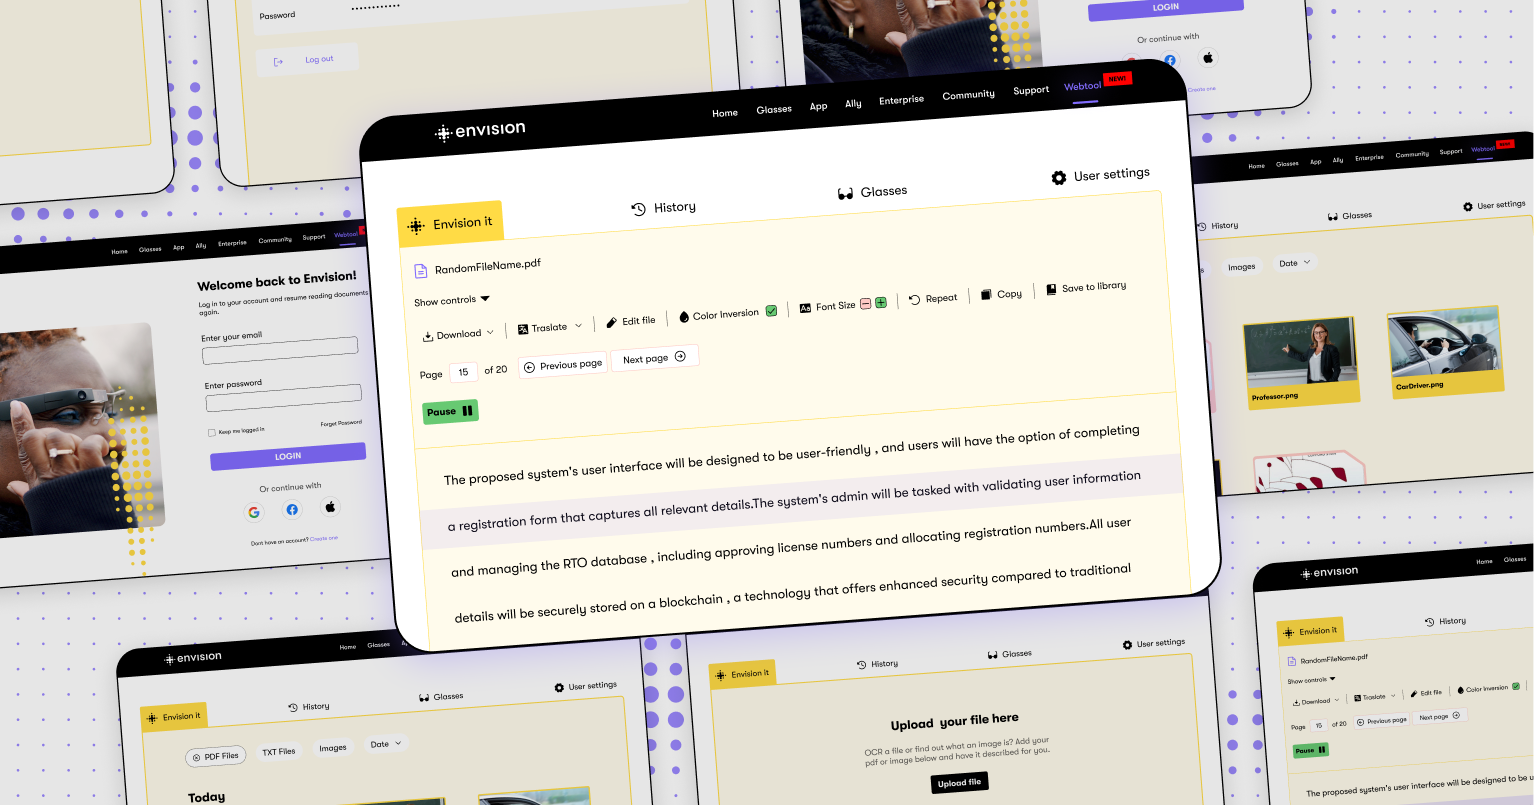 Password
••••••••••••
Log out
LOGIN
Or continue with
Create one
envision
Home Glasses App Ally Enterprise Community Support Webtool NEW!
Envision it
History
Glasses
User settings
RandomFileName.pdf
Show controls
Download Traslate Edit file Color Inversion Aa Font Size Repeat Copy Save to library
Page 15 of 20 Previous page Next page
Pause
The proposed system's user interface will be designed to be user-friendly , and users will have the option of completing
a registration form that captures all relevant details.The system's admin will be tasked with validating user information
and managing the RTO database , including approving license numbers and allocating registration numbers.All user
details will be securely stored on a blockchain , a technology that offers enhanced security compared to traditional
Home Glasses App Ally Enterprise Community Support Webtool
Welcome back to Envision!
Log in to your account and resume reading documents
again.
Enter your email
Enter password
Keep me logged in Forget Password
LOGIN
Or continue with
Dont have an account? Create one
Home Glasses App Ally Enterprise Community Support Webtool NEW!
History
Glasses
User settings
Images
Date
Professor.png
CarDriver.png
envision
Home Glasses
Envision it
History
Glasses
User settings
PDF Files
TXT Files
Images
Date
Today
Envision it
History
Glasses
User settings
Upload your file here
OCR a file or find out what an image is? Add your
pdf or image below and have it described for you.
Upload file
envision
Home Glasses
Envision it
History
RandomFileName.pdf
Show controls
Download Traslate Edit file Color Inversion
Page 15 of 20 Previous page Next page
Pause
The proposed system's user interface will be designed to be u